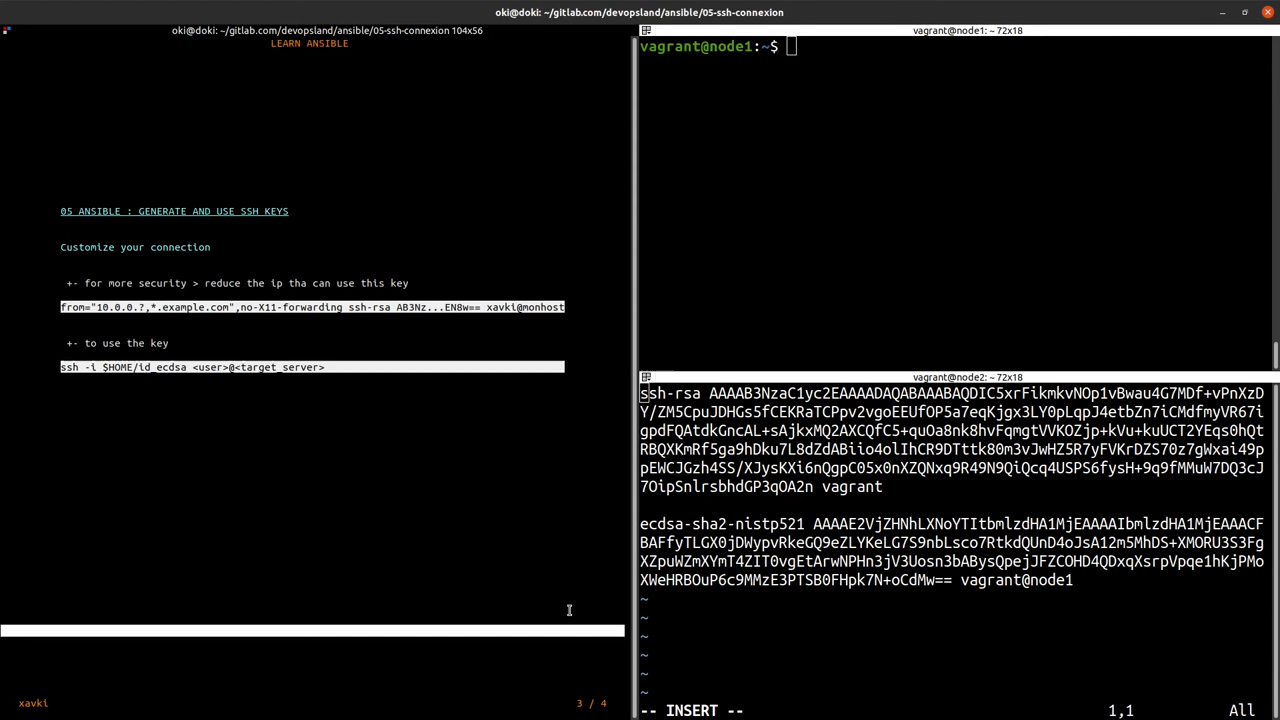 oki@doki: ~/gitlab.com/devopsland/ansible/05-ssh-connexion
oki@doki: ~/gitlab.com/devopsland/ansible/05-ssh-connexion 104x56
LEARN ANSIBLE
05 ANSIBLE : GENERATE AND USE SSH KEYS
Customize your connection
+- for more security > reduce the ip tha can use this key
from="10.0.0.?,*.example.com",no-X11-forwarding ssh-rsa AB3Nz...EN8w== xavki@monhost
+- to use the key
ssh -i $HOME/id_ecdsa <user>@<target_server>
xavki
3 / 4
vagrant@node1: ~ 72x18
vagrant@node1:~$
vagrant@node2: ~ 72x18
ssh-rsa AAAAB3NzaC1yc2EAAAADAQABAAABAQDIC5xrFikmkvNOp1vBwau4G7MDf+vPnXzD
Y/ZM5CpuJDHGs5fCEKRaTCPpv2vgoEEUfOP5a7eqKjgx3LY0pLqpJ4etbZn7iCMdfmyVR67i
gpdFQAtdkGncAL+sAjkxMQ2AXCQfC5+quOa8nk8hvFqmgtVVKOZjp+kVu+kuUCT2YEqs0hQt
RBQXKmRf5ga9hDku7L8dZdABiio4olIhCR9DTttk80m3vJwHZ5R7yFVKrDZS70z7gWxai49p
pEWCJGzh4SS/XJysKXi6nQgpC05x0nXZQNxq9R49N9QiQcq4USPS6fysH+9q9fMMuW7DQ3cJ
7OipSnlrsbhdGP3qOA2n vagrant
ecdsa-sha2-nistp521 AAAAE2VjZHNhLXNoYTItbmlzdHA1MjEAAAAIbmlzdHA1MjEAAACF
BAFfyTLGX0jDWypvRkeGQ9eZLYKeLG7S9nbLsco7RtkdQUnD4oJsA12m5MhDS+XMORU3S3Fg
XZpuWZmXYmT4ZIT0vgEtArwNPHn3jV3Uosn3bABysQpejJFZCOHD4QDxqXsrpVpqe1hKjPMo
XWeHRBOuP6c9MMzE3PTSB0FHpk7N+oCdMw== vagrant@node1
~
~
~
~
~
~
-- INSERT --
1,1
All